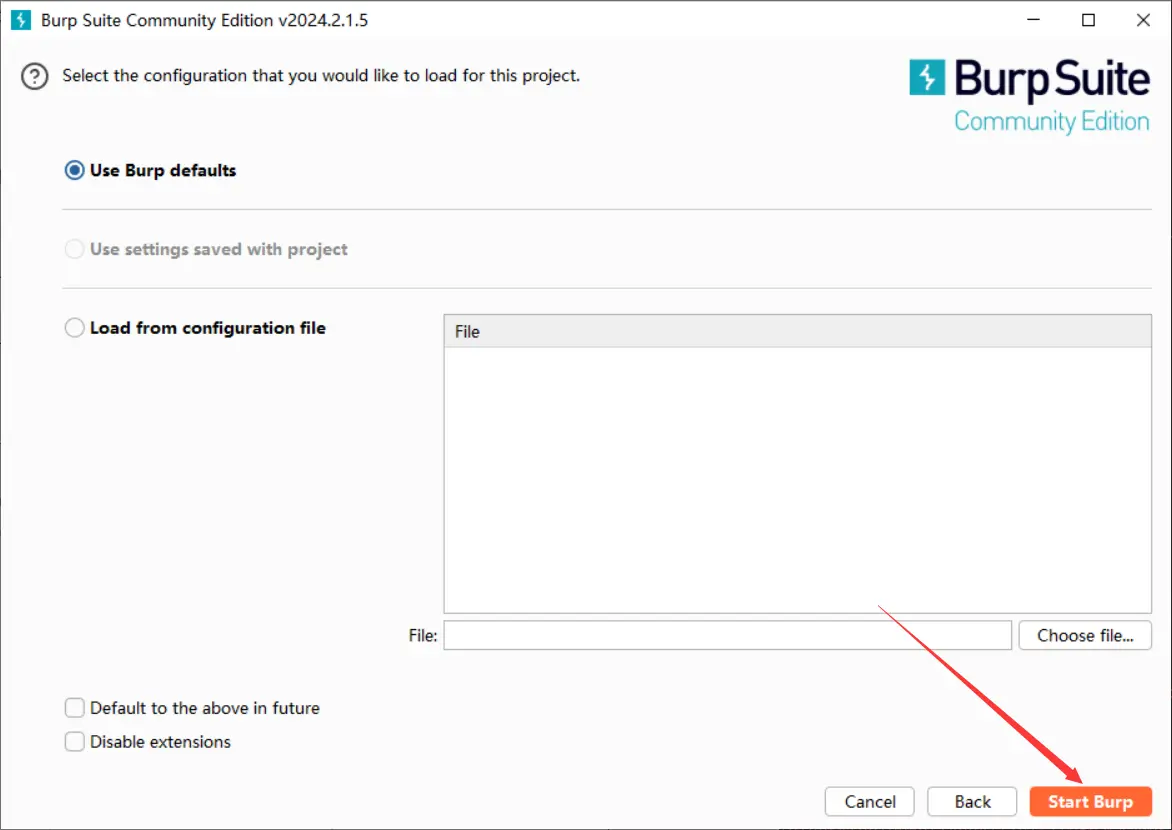 Burp Suite Community Edition v2024.2.1.5
Select the configuration that you would like to load for this project.
Burp Suite
Community Edition
Use Burp defaults
Use settings saved with project
Load from configuration file
File
File:
Choose file...
Default to the above in future
Disable extensions
Cancel
Back
Start Burp